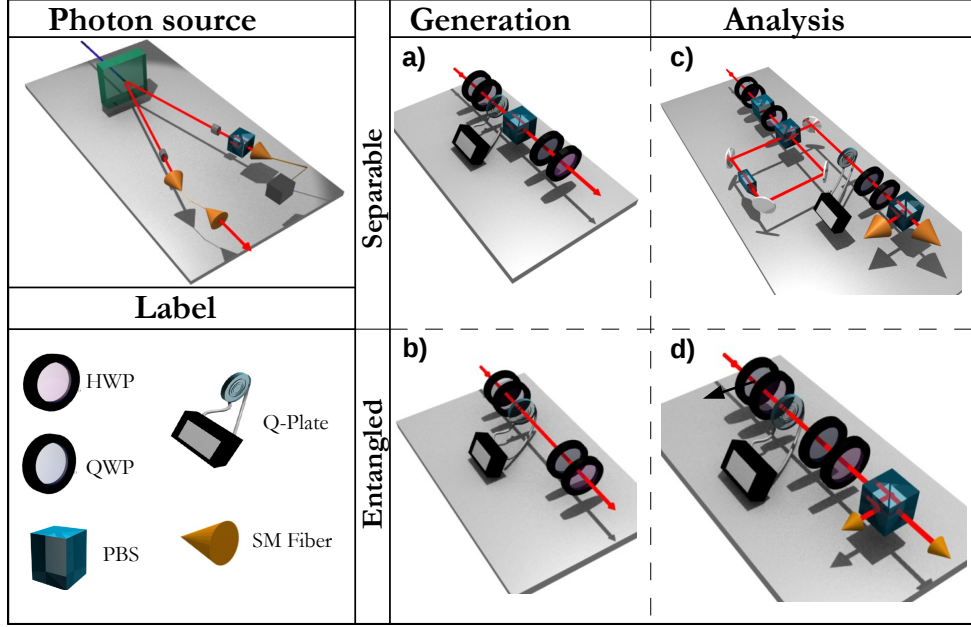 Photon source
Generation
Analysis
a)
c)
Separable
Label
b)
d)
Entangled
HWP
Q-Plate
QWP
PBS
SM Fiber